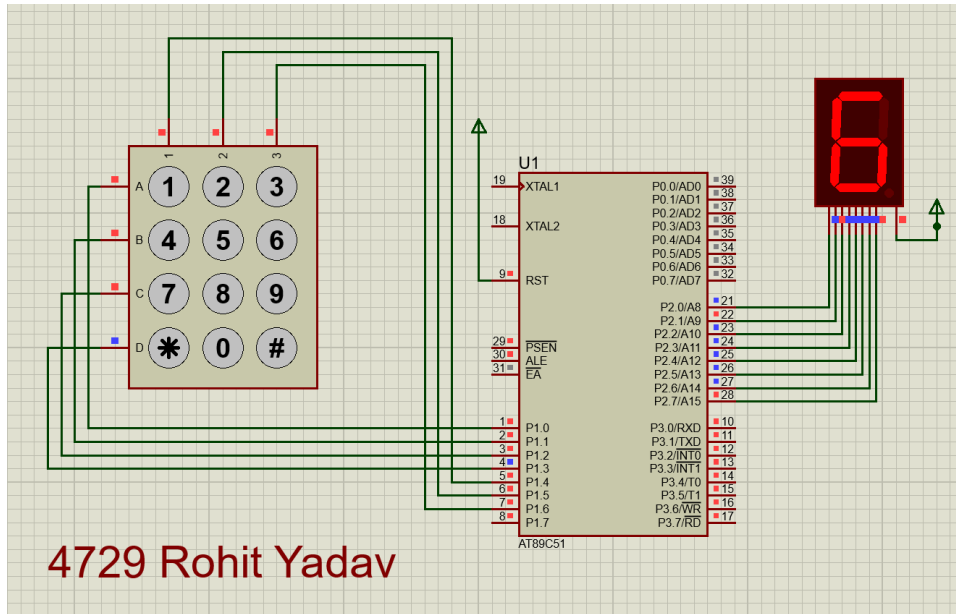 1 2 3
A 1 2 3
B 4 5 6
C 7 8 9
D * 0 #
U1
19 XTAL1
18 XTAL2
9 RST
29 PSEN
30 ALE
31 EA
1 P1.0
2 P1.1
3 P1.2
4 P1.3
5 P1.4
6 P1.5
7 P1.6
8 P1.7
P0.0/AD0 39
P0.1/AD1 38
P0.2/AD2 37
P0.3/AD3 36
P0.4/AD4 35
P0.5/AD5 34
P0.6/AD6 33
P0.7/AD7 32
P2.0/A8 21
P2.1/A9 22
P2.2/A10 23
P2.3/A11 24
P2.4/A12 25
P2.5/A13 26
P2.6/A14 27
P2.7/A15 28
P3.0/RXD 10
P3.1/TXD 11
P3.2/INT0 12
P3.3/INT1 13
P3.4/T0 14
P3.5/T1 15
P3.6/WR 16
P3.7/RD 17
AT89C51
6
4729 Rohit Yadav